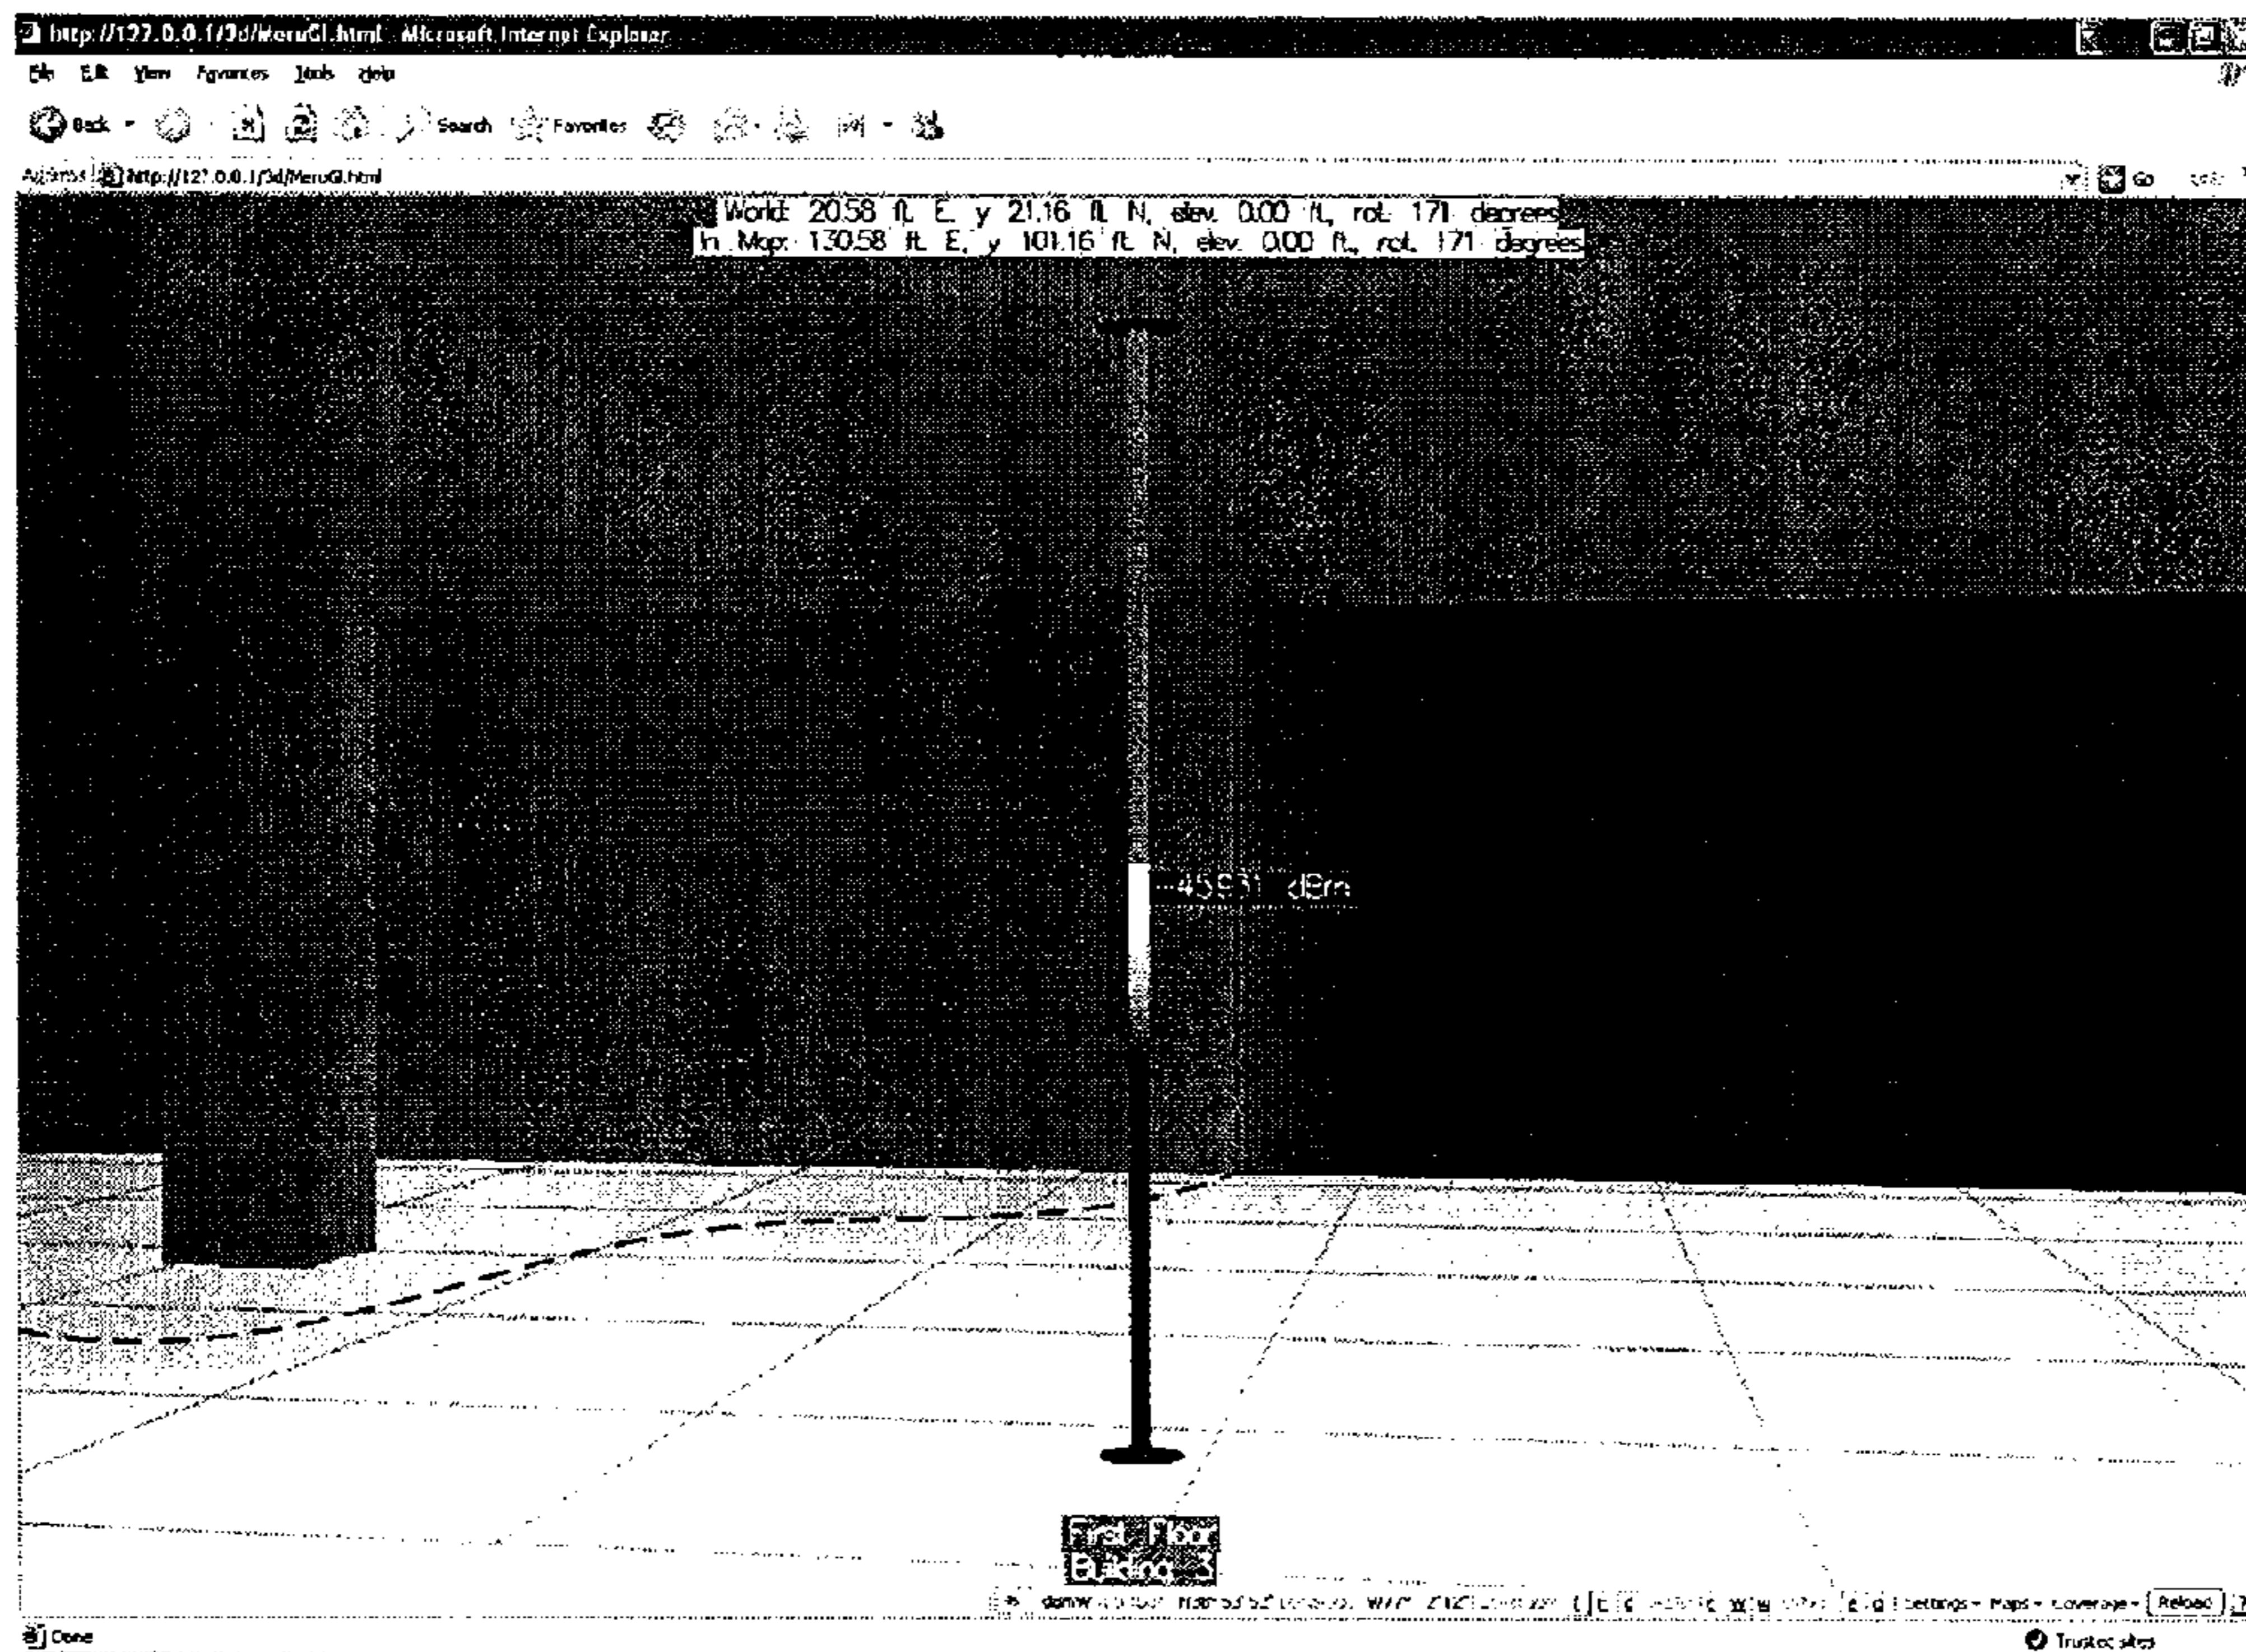 http://127.0.0.1/3d/MeruGl.html - Microsoft Internet Explorer
File Edit View Favorites Tools Help
Back Search Favorites
Address http://127.0.0.1/3d/MeruGl.html Go
World: 20.58 ft. E, y 21.16 ft. N, elev. 0.00 ft., rot. 171 degrees
In Map: 130.58 ft. E, y 101.16 ft. N, elev. 0.00 ft., rot. 171 degrees
-45.931 dBm
First Floor
Building 3
Settings Maps Coverage Reload ?
Done
Trusted sites